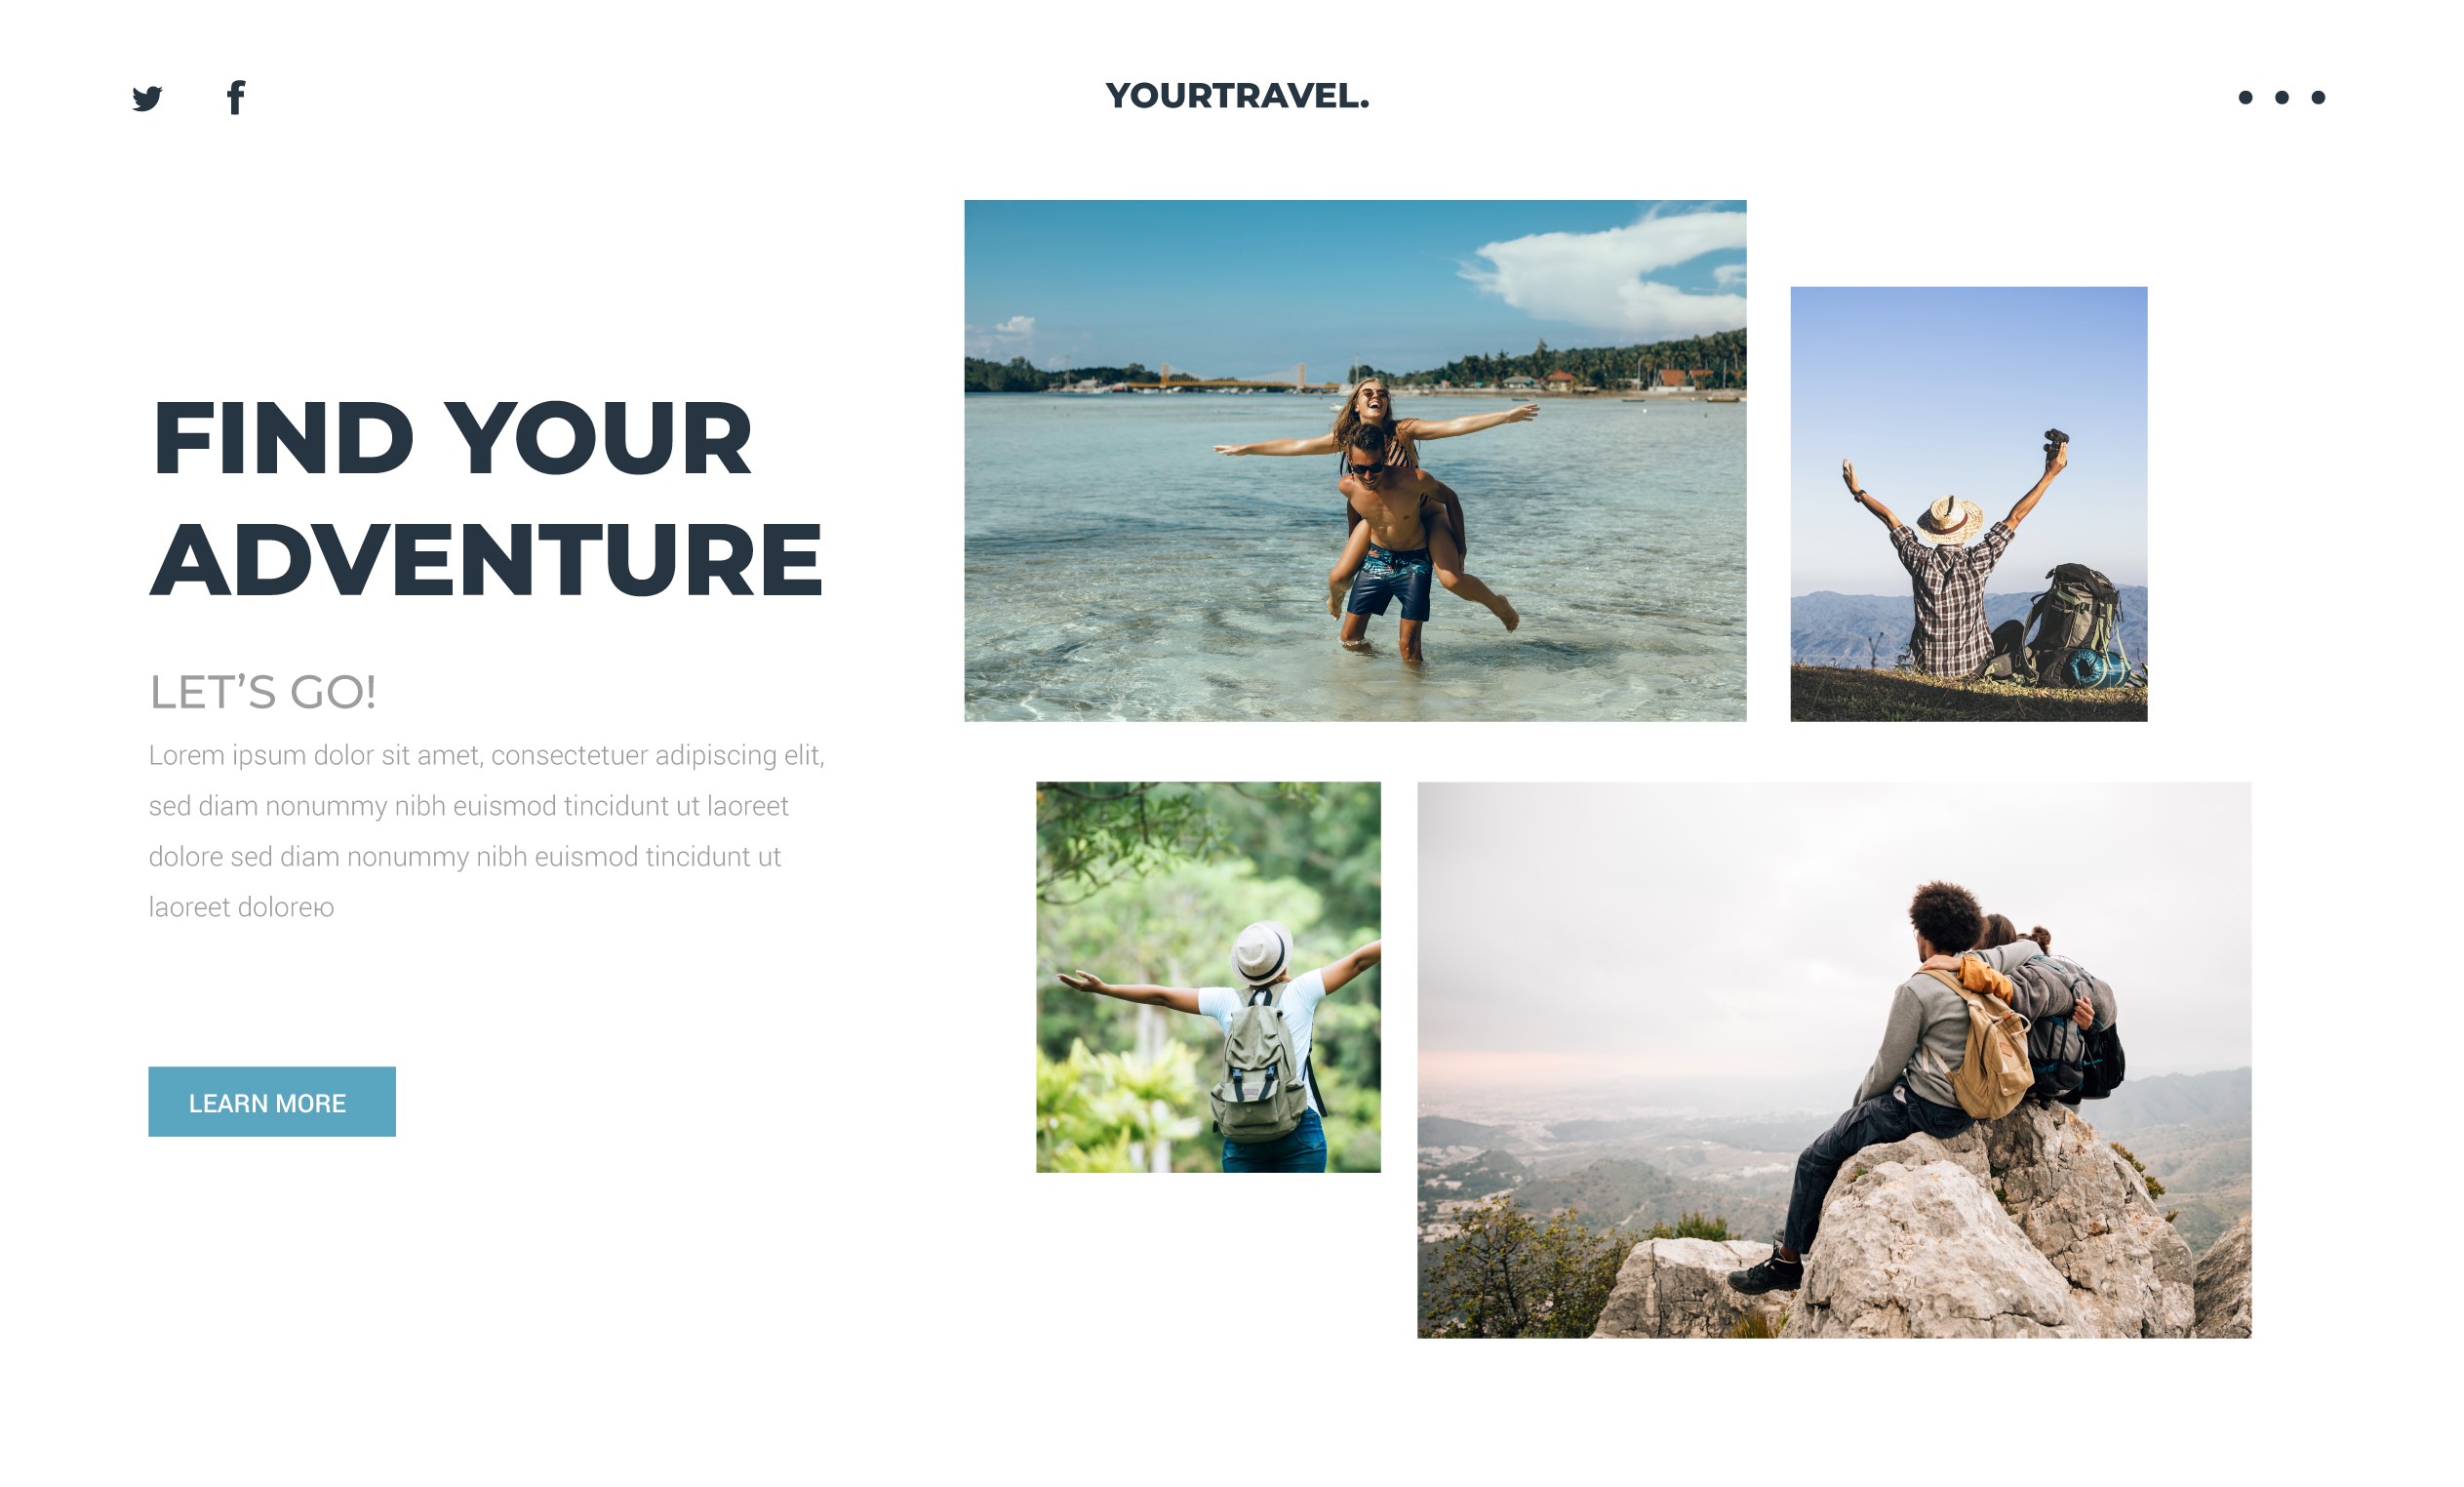 YOURTRAVEL.
FIND YOUR
ADVENTURE
LET’S GO!
Lorem ipsum dolor sit amet, consectetuer adipiscing elit,
sed diam nonummy nibh euismod tincidunt ut laoreet
dolore sed diam nonummy nibh euismod tincidunt ut
laoreet doloreю
LEARN MORE